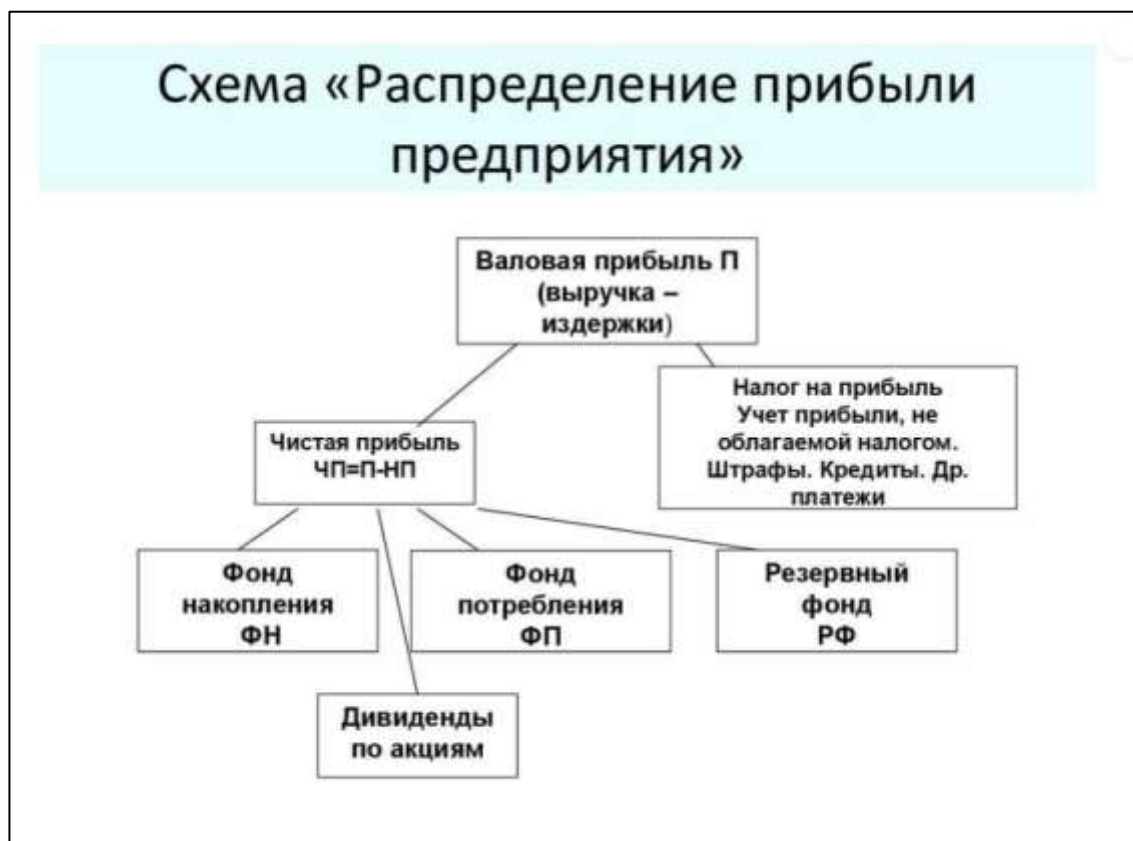 Схема «Распределение прибыли
предприятия»
Валовая прибыль П
(выручка –
издержки)
Налог на прибыль
Учет прибыли, не
облагаемой налогом.
Штрафы. Кредиты. Др.
платежи
Чистая прибыль
ЧП=П-НП
Фонд
накопления
ФН
Фонд
потребления
ФП
Резервный
фонд
РФ
Дивиденды
по акциям